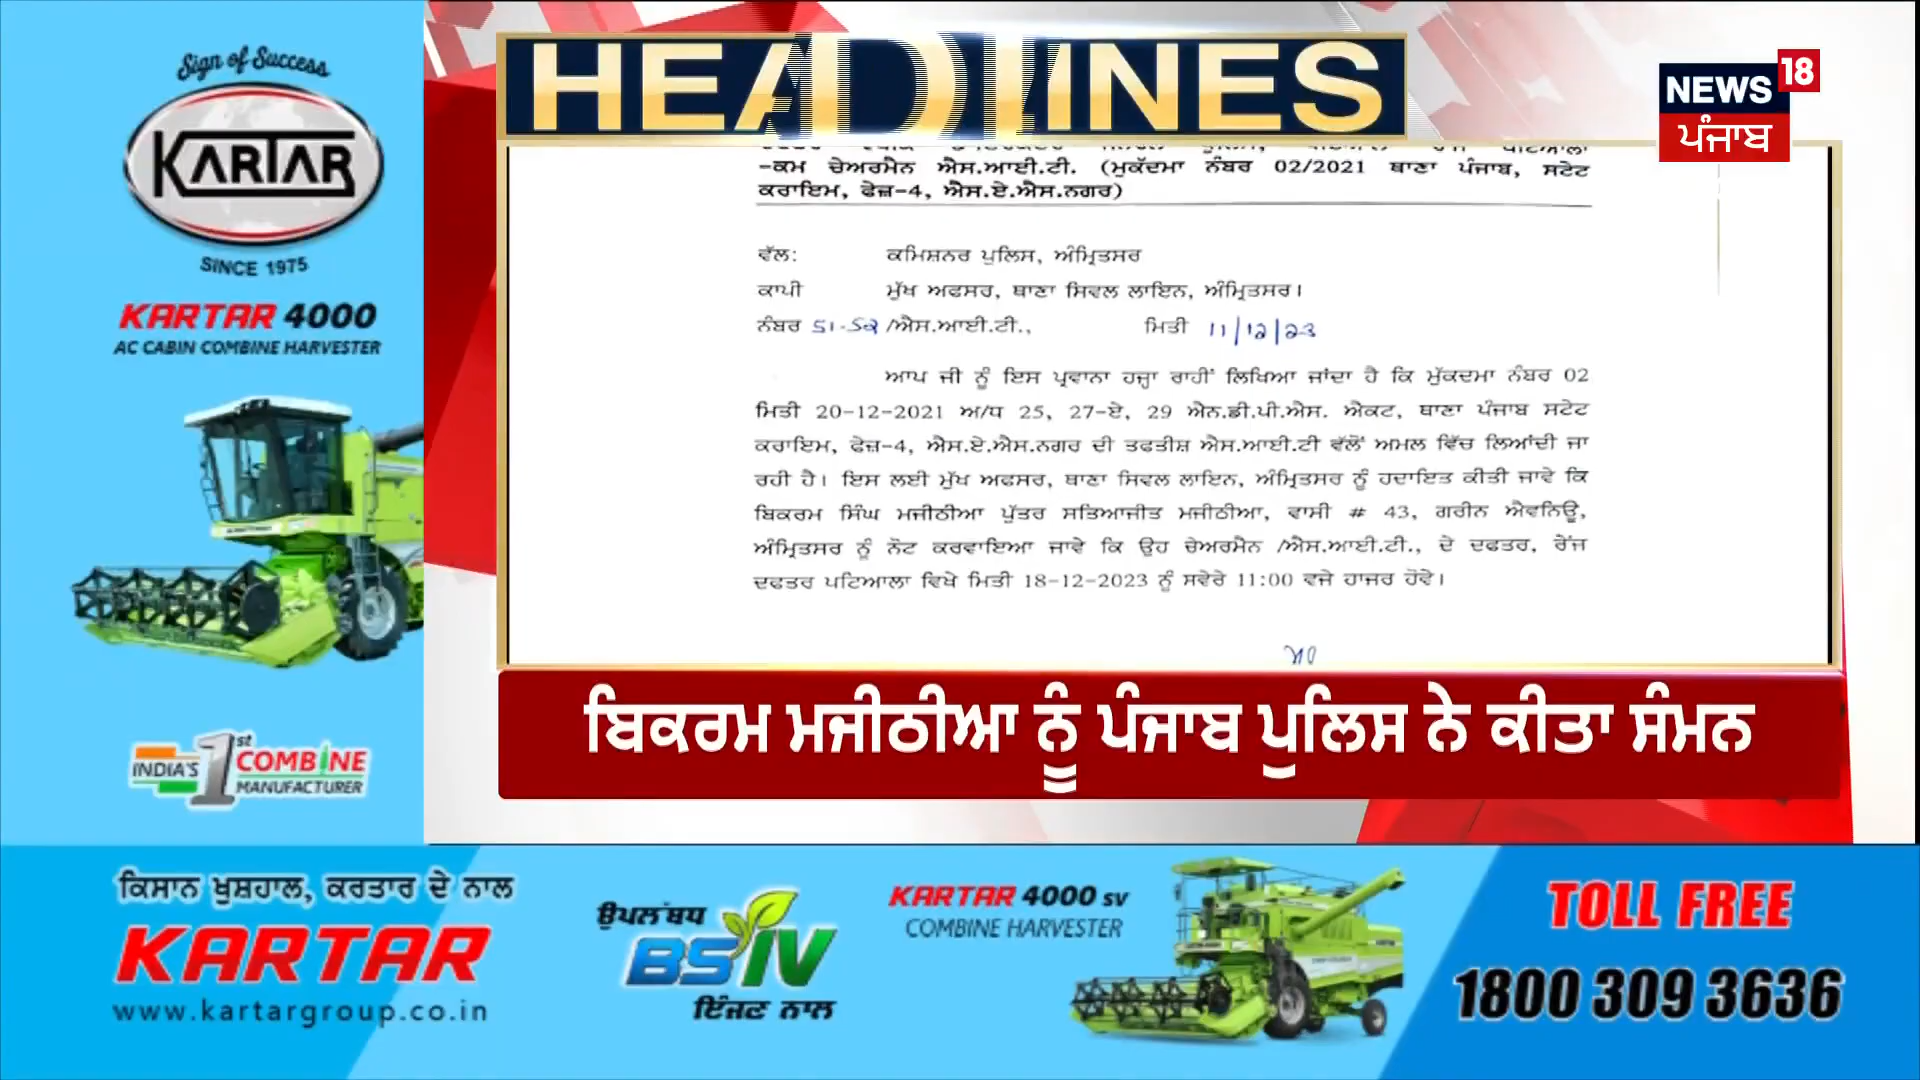 Sign of Success
KARTAR
SINCE 1975
KARTAR 4000
AC CABIN COMBINE HARVESTER
INDIA'S 1st COMBINE
MANUFACTURER
HEADLINES
NEWS 18
ਪੰਜਾਬ
-ਕਮ ਚੇਅਰਮੈਨ ਐਸ.ਆਈ.ਟੀ. (ਮੁਕੱਦਮਾ ਨੰਬਰ 02/2021 ਥਾਣਾ ਪੰਜਾਬ, ਸਟੇਟ
ਕਰਾਇਮ, ਫੇਜ਼-4, ਐਸ.ਏ.ਐਸ.ਨਗਰ)
ਵੱਲ: ਕਮਿਸ਼ਨਰ ਪੁਲਿਸ, ਅੰਮ੍ਰਿਤਸਰ
ਕਾਪੀ ਮੁੱਖ ਅਫਸਰ, ਥਾਣਾ ਸਿਵਲ ਲਾਇਨ, ਅੰਮ੍ਰਿਤਸਰ।
ਨੰਬਰ 51-52 /ਐਸ.ਆਈ.ਟੀ., ਮਿਤੀ 11/12/23
ਆਪ ਜੀ ਨੂੰ ਇਸ ਪ੍ਰਵਾਨਾ ਹਜ਼ਾ ਰਾਹੀਂ ਲਿਖਿਆ ਜਾਂਦਾ ਹੈ ਕਿ ਮੁੱਕਦਮਾ ਨੰਬਰ 02
ਮਿਤੀ 20-12-2021 ਅ/ਧ 25, 27-ਏ, 29 ਐਨ.ਡੀ.ਪੀ.ਐਸ. ਐਕਟ, ਥਾਣਾ ਪੰਜਾਬ ਸਟੇਟ
ਕਰਾਇਮ, ਫੇਜ਼-4, ਐਸ.ਏ.ਐਸ.ਨਗਰ ਦੀ ਤਫਤੀਸ਼ ਐਸ.ਆਈ.ਟੀ ਵੱਲੋਂ ਅਮਲ ਵਿੱਚ ਲਿਆਂਦੀ ਜਾ
ਰਹੀ ਹੈ। ਇਸ ਲਈ ਮੁੱਖ ਅਫਸਰ, ਥਾਣਾ ਸਿਵਲ ਲਾਇਨ, ਅੰਮ੍ਰਿਤਸਰ ਨੂੰ ਹਦਾਇਤ ਕੀਤੀ ਜਾਵੇ ਕਿ
ਬਿਕਰਮ ਸਿੰਘ ਮਜੀਠੀਆ ਪੁੱਤਰ ਸਤਿਆਜੀਤ ਮਜੀਠੀਆ, ਵਾਸੀ # 43, ਗਰੀਨ ਐਵਨਿਊ,
ਅੰਮ੍ਰਿਤਸਰ ਨੂੰ ਨੋਟ ਕਰਵਾਇਆ ਜਾਵੇ ਕਿ ਉਹ ਚੇਅਰਮੈਨ /ਐਸ.ਆਈ.ਟੀ., ਦੇ ਦਫਤਰ, ਰੇਂਜ
ਦਫਤਰ ਪਟਿਆਲਾ ਵਿਖੇ ਮਿਤੀ 18-12-2023 ਨੂੰ ਸਵੇਰੇ 11:00 ਵਜੇ ਹਾਜਰ ਹੋਵੇ।
ਬਿਕਰਮ ਮਜੀਠੀਆ ਨੂੰ ਪੰਜਾਬ ਪੁਲਿਸ ਨੇ ਕੀਤਾ ਸੰਮਨ
ਕਿਸਾਨ ਖੁਸ਼ਹਾਲ, ਕਰਤਾਰ ਦੇ ਨਾਲ
KARTAR
www.kartargroup.co.in
ਉਪਲੱਬਧ
BSIV
ਇੰਜਣ ਨਾਲ
KARTAR 4000 SV
COMBINE HARVESTER
TOLL FREE
1800 309 3636